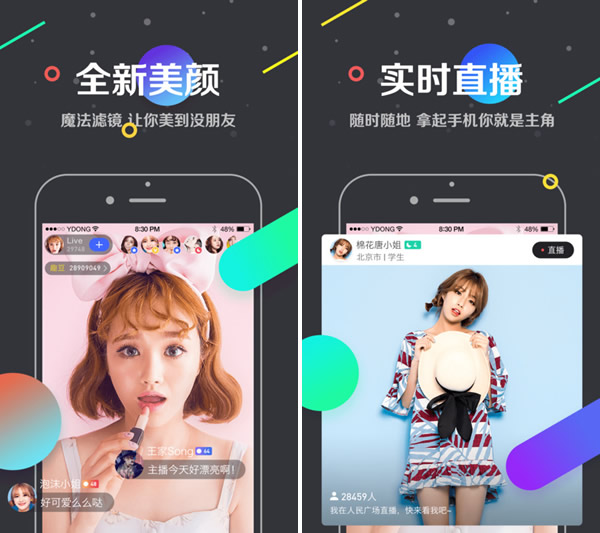 全新美颜
魔法滤镜 让你美到没朋友
YDONG
8:30 PM
48%
Live
29768
趣豆 28909049 >
王家Song 44
主播今天好漂亮啊!
泡沫小姐 48
好可爱么么哒
实时直播
随时随地 拿起手机你就是主角
YDONG
8:30 PM
48%
棉花唐小姐 6
北京市 | 学生
直播
28459人
我在人民广场直播,快来看我吧~